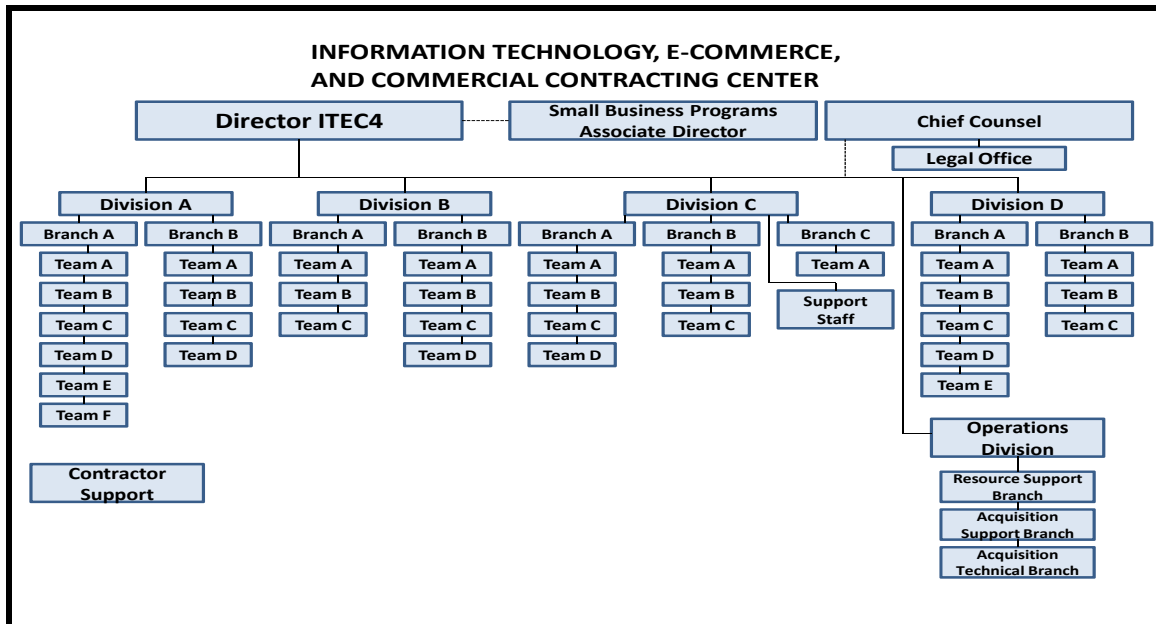 INFORMATION TECHNOLOGY, E-COMMERCE,
AND COMMERCIAL CONTRACTING CENTER
Director ITEC4
Small Business Programs
Associate Director
Chief Counsel
Legal Office
Division A
Division B
Division C
Division D
Branch A
Branch B
Branch A
Branch B
Branch A
Branch B
Branch C
Branch A
Branch B
Team A
Team A
Team A
Team A
Team A
Team A
Team A
Team A
Team A
Team B
Team B
Team B
Team B
Team B
Team B
Support
Staff
Team B
Team B
Team C
Team C
Team C
Team C
Team C
Team C
Team C
Team C
Team D
Team D
Team D
Team D
Team D
Team E
Team E
Team F
Operations
Division
Contractor
Support
Resource Support
Branch
Acquisition
Support Branch
Acquisition
Technical Branch